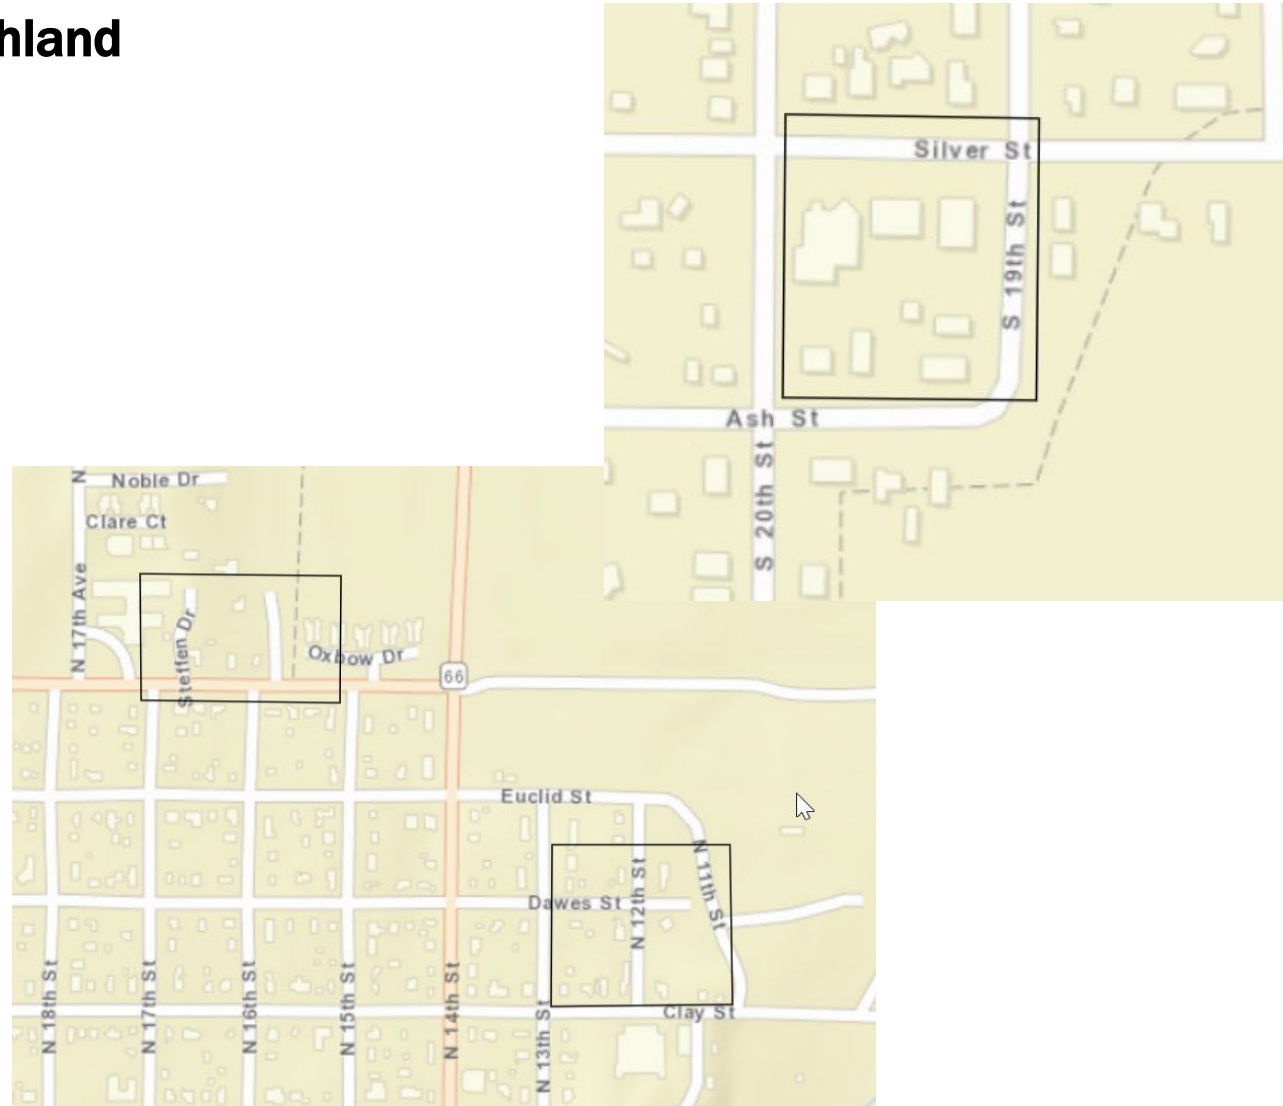 hland
Silver St
S 19th St
Ash St
S 20th St
N
Noble Dr
Clare Ct
N 17th Ave
Steffen Dr
Oxbow Dr
66
Euclid St
N 11th St
N 12th St
Dawes St
N 18th St
N 17th St
N 16th St
N 15th St
N 14th St
N 13th St
Clay St